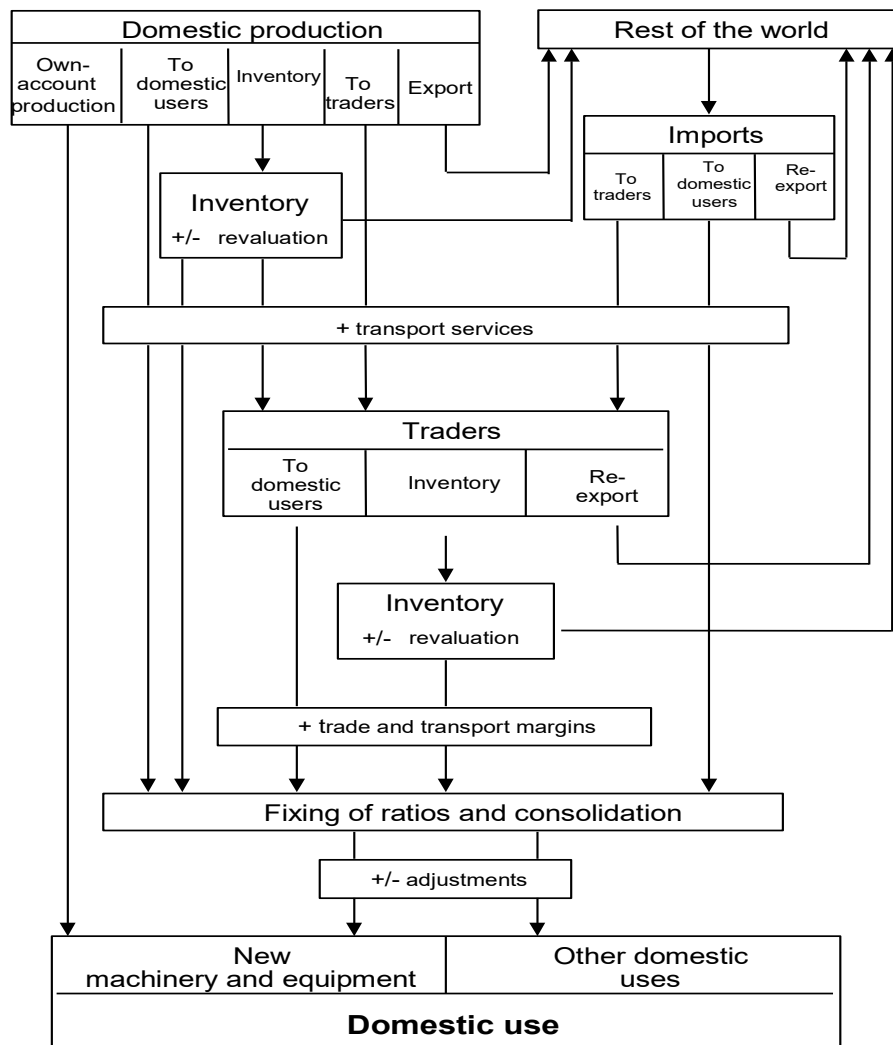 Domestic production
Own-
account
production
To
domestic
users
Inventory
To
traders
Export
Rest of the world
Imports
To
traders
To
domestic
users
Re-
export
Inventory
+/- revaluation
+ transport services
Traders
To
domestic
users
Inventory
Re-
export
Inventory
+/- revaluation
+ trade and transport margins
Fixing of ratios and consolidation
+/- adjustments
New
machinery and equipment
Other domestic
uses
Domestic use